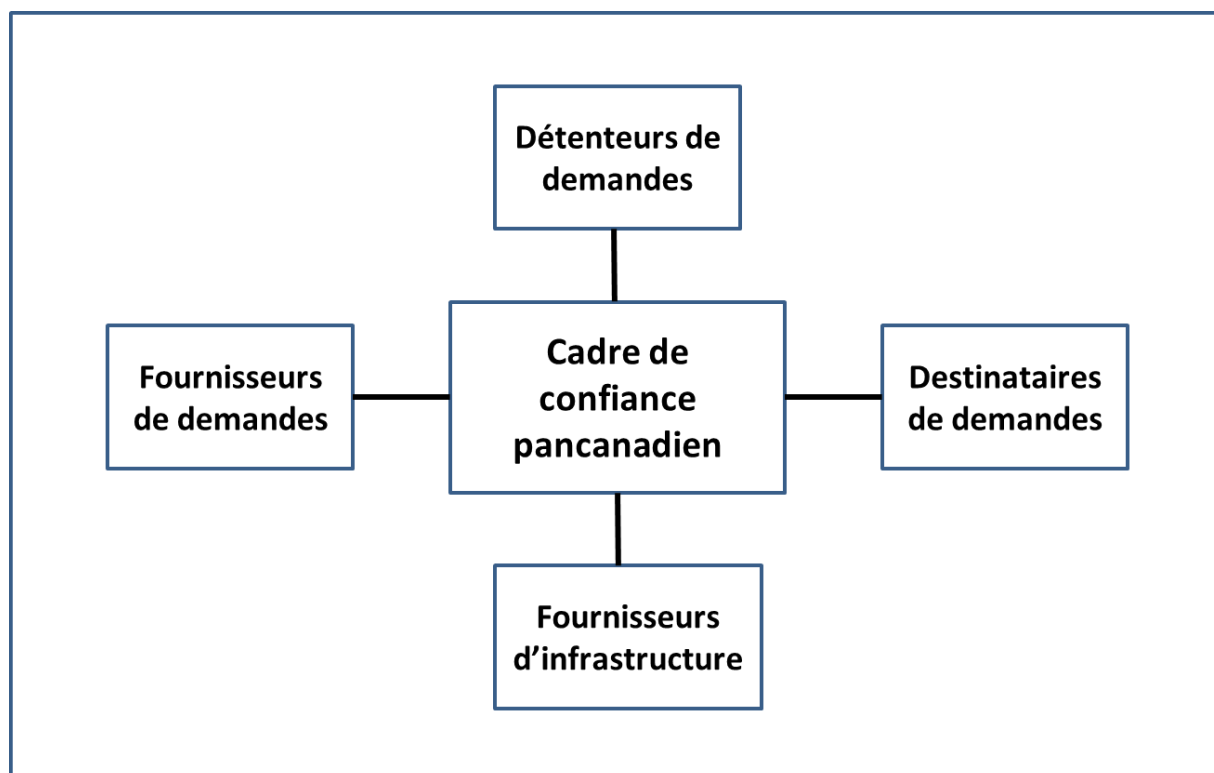 Détenteurs de
demandes
Cadre de
confiance
pancanadien
Fournisseurs
de demandes
Destinataires
de demandes
Fournisseurs
d’infrastructure